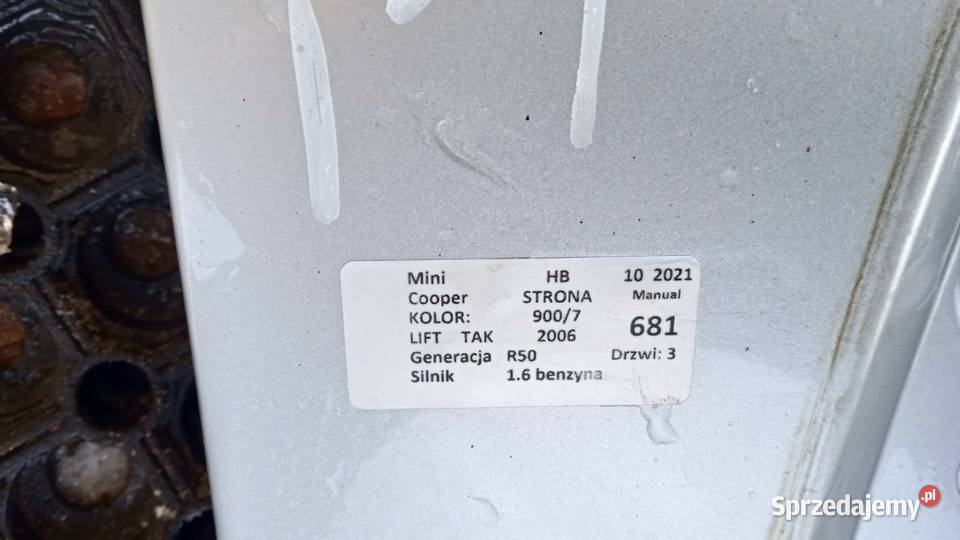 Mini HB 10 2021
Cooper STRONA Manual
KOLOR: 900/7
LIFT TAK 2006 681
Generacja R50 Drzwi: 3
Silnik 1.6 benzyna
Sprzedajemy.pl